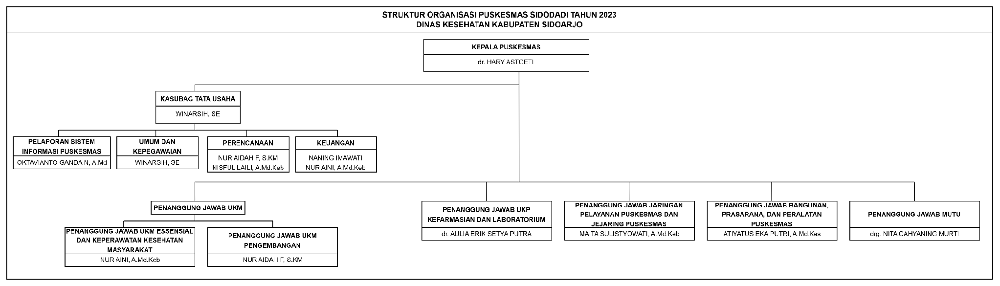 STRUKTUR ORGANISASI PUSKESMAS SIDODADI TAHUN 2023
DINAS KESEHATAN KABUPATEN SIDOARJO
KEPALA PUSKESMAS
dr. HARY ASTOETI
KASUBAG TATA USAHA
WINARSIH, SE
PELAPORAN SISTEM
INFORMASI PUSKESMAS
OKTAVIANTO GANDA N, A.Md
UMUM DAN
KEPEGAWAIAN
WINARSIH, SE
PERENCANAAN
NUR AIDAH F, S.KM
NISFUL LAILI, A.Md.Keb
KEUANGAN
NANING IMAWATI
NUR AINI, A.Md.Keb
PENANGGUNG JAWAB UKM
PENANGGUNG JAWAB UKM ESSENSIAL
DAN KEPERAWATAN KESEHATAN
MASYARAKAT
NUR AINI, A.Md.Keb
PENANGGUNG JAWAB UKM
PENGEMBANGAN
NUR AIDAH F, S.KM
PENANGGUNG JAWAB UKP
KEFARMASIAN DAN LABORATORIUM
dr. AULIA ERIK SETYA PUTRA
PENANGGUNG JAWAB JARINGAN
PELAYANAN PUSKESMAS DAN
JEJARING PUSKESMAS
MAITA SULISTYOWATI, A.Md.Keb
PENANGGUNG JAWAB BANGUNAN,
PRASARANA, DAN PERALATAN
PUSKESMAS
ATIYATUS EKA PUTRI, A.Md.Kes
PENANGGUNG JAWAB MUTU
drg. NITA CAHYANING MURTI